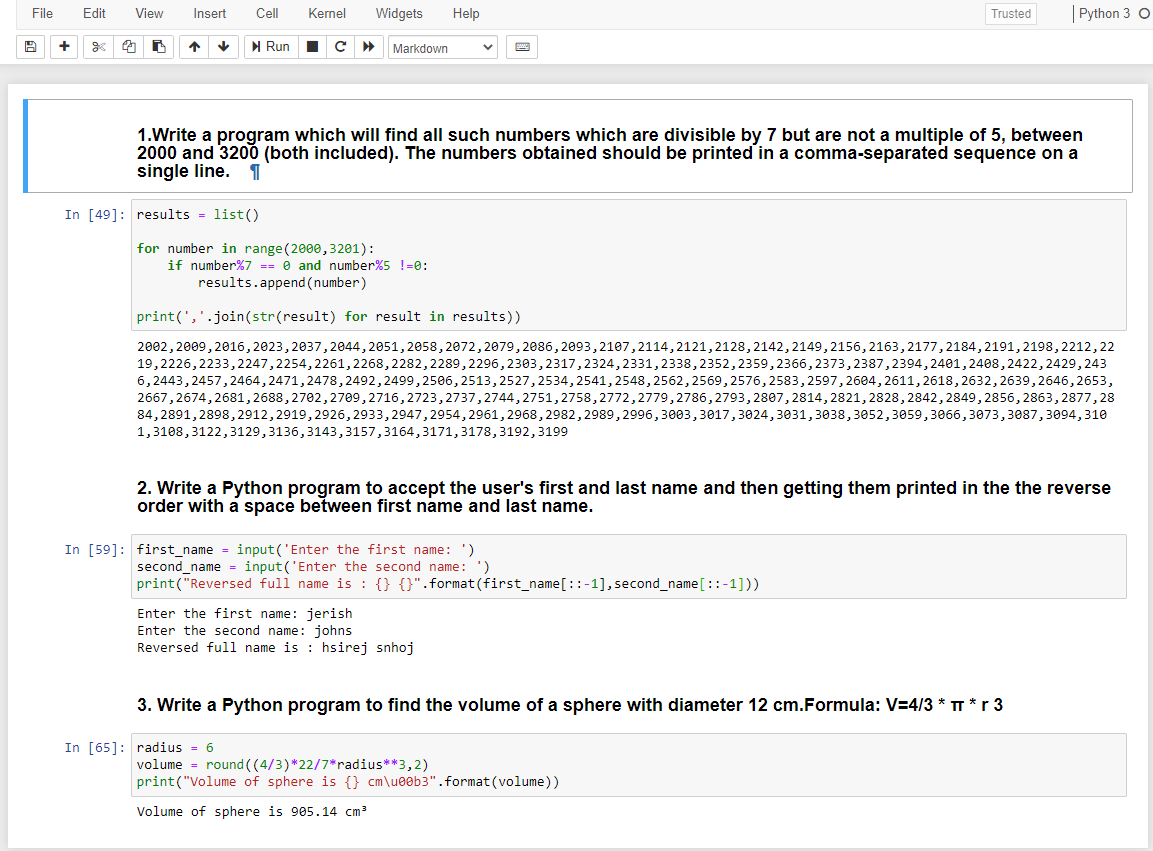 File Edit View Insert Cell Kernel Widgets Help Trusted Python 3
Run Markdown
1.Write a program which will find all such numbers which are divisible by 7 but are not a multiple of 5, between
2000 and 3200 (both included). The numbers obtained should be printed in a comma-separated sequence on a
single line. ¶
In [49]: results = list()
for number in range(2000,3201):
    if number%7 == 0 and number%5 !=0:
        results.append(number)
print(','.join(str(result) for result in results))
2002,2009,2016,2023,2037,2044,2051,2058,2072,2079,2086,2093,2107,2114,2121,2128,2142,2149,2156,2163,2177,2184,2191,2198,2212,22
19,2226,2233,2247,2254,2261,2268,2282,2289,2296,2303,2317,2324,2331,2338,2352,2359,2366,2373,2387,2394,2401,2408,2422,2429,243
6,2443,2457,2464,2471,2478,2492,2499,2506,2513,2527,2534,2541,2548,2562,2569,2576,2583,2597,2604,2611,2618,2632,2639,2646,2653,
2667,2674,2681,2688,2702,2709,2716,2723,2737,2744,2751,2758,2772,2779,2786,2793,2807,2814,2821,2828,2842,2849,2856,2863,2877,28
84,2891,2898,2912,2919,2926,2933,2947,2954,2961,2968,2982,2989,2996,3003,3017,3024,3031,3038,3052,3059,3066,3073,3087,3094,310
1,3108,3122,3129,3136,3143,3157,3164,3171,3178,3192,3199
2. Write a Python program to accept the user's first and last name and then getting them printed in the the reverse
order with a space between first name and last name.
In [59]: first_name = input('Enter the first name: ')
second_name = input('Enter the second name: ')
print("Reversed full name is : {} {}".format(first_name[::-1],second_name[::-1]))
Enter the first name: jerish
Enter the second name: johns
Reversed full name is : hsirej snhoj
3. Write a Python program to find the volume of a sphere with diameter 12 cm.Formula: V=4/3 * π * r 3
In [65]: radius = 6
volume = round((4/3)*22/7*radius**3,2)
print("Volume of sphere is {} cm\u00b3".format(volume))
Volume of sphere is 905.14 cm³